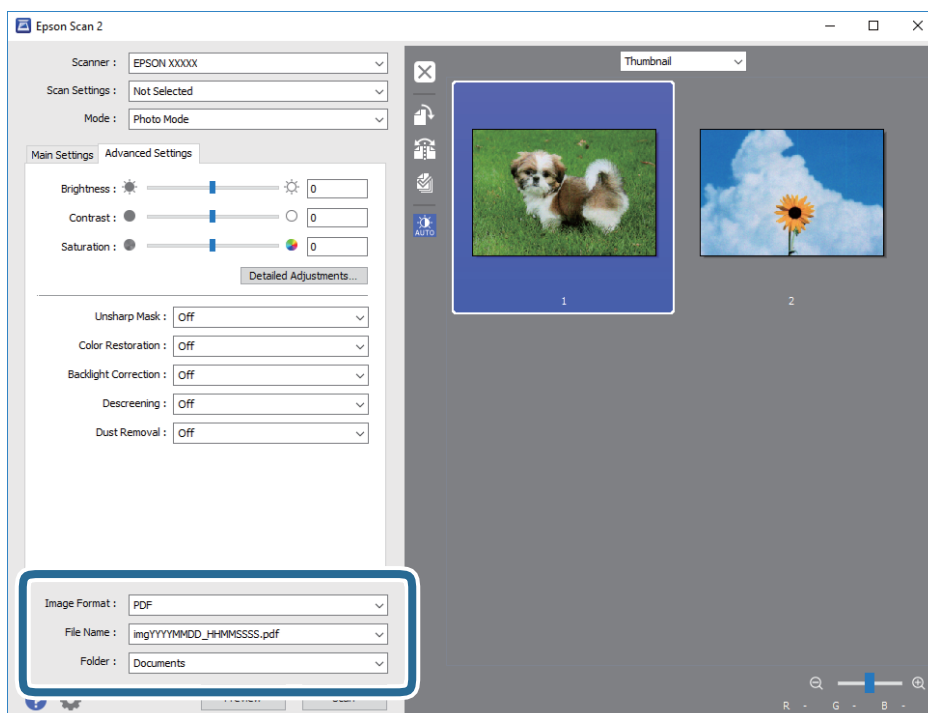 Epson Scan 2
Scanner : EPSON XXXXX
Scan Settings : Not Selected
Mode : Photo Mode
Main Settings Advanced Settings
Brightness : 0
Contrast : 0
Saturation : 0
Detailed Adjustments...
Unsharp Mask : Off
Color Restoration : Off
Backlight Correction : Off
Descreening : Off
Dust Removal : Off
Image Format : PDF
File Name : imgYYYYMMDD_HHMMSSSS.pdf
Folder : Documents
Thumbnail
AUTO
1
2
R - G - B -